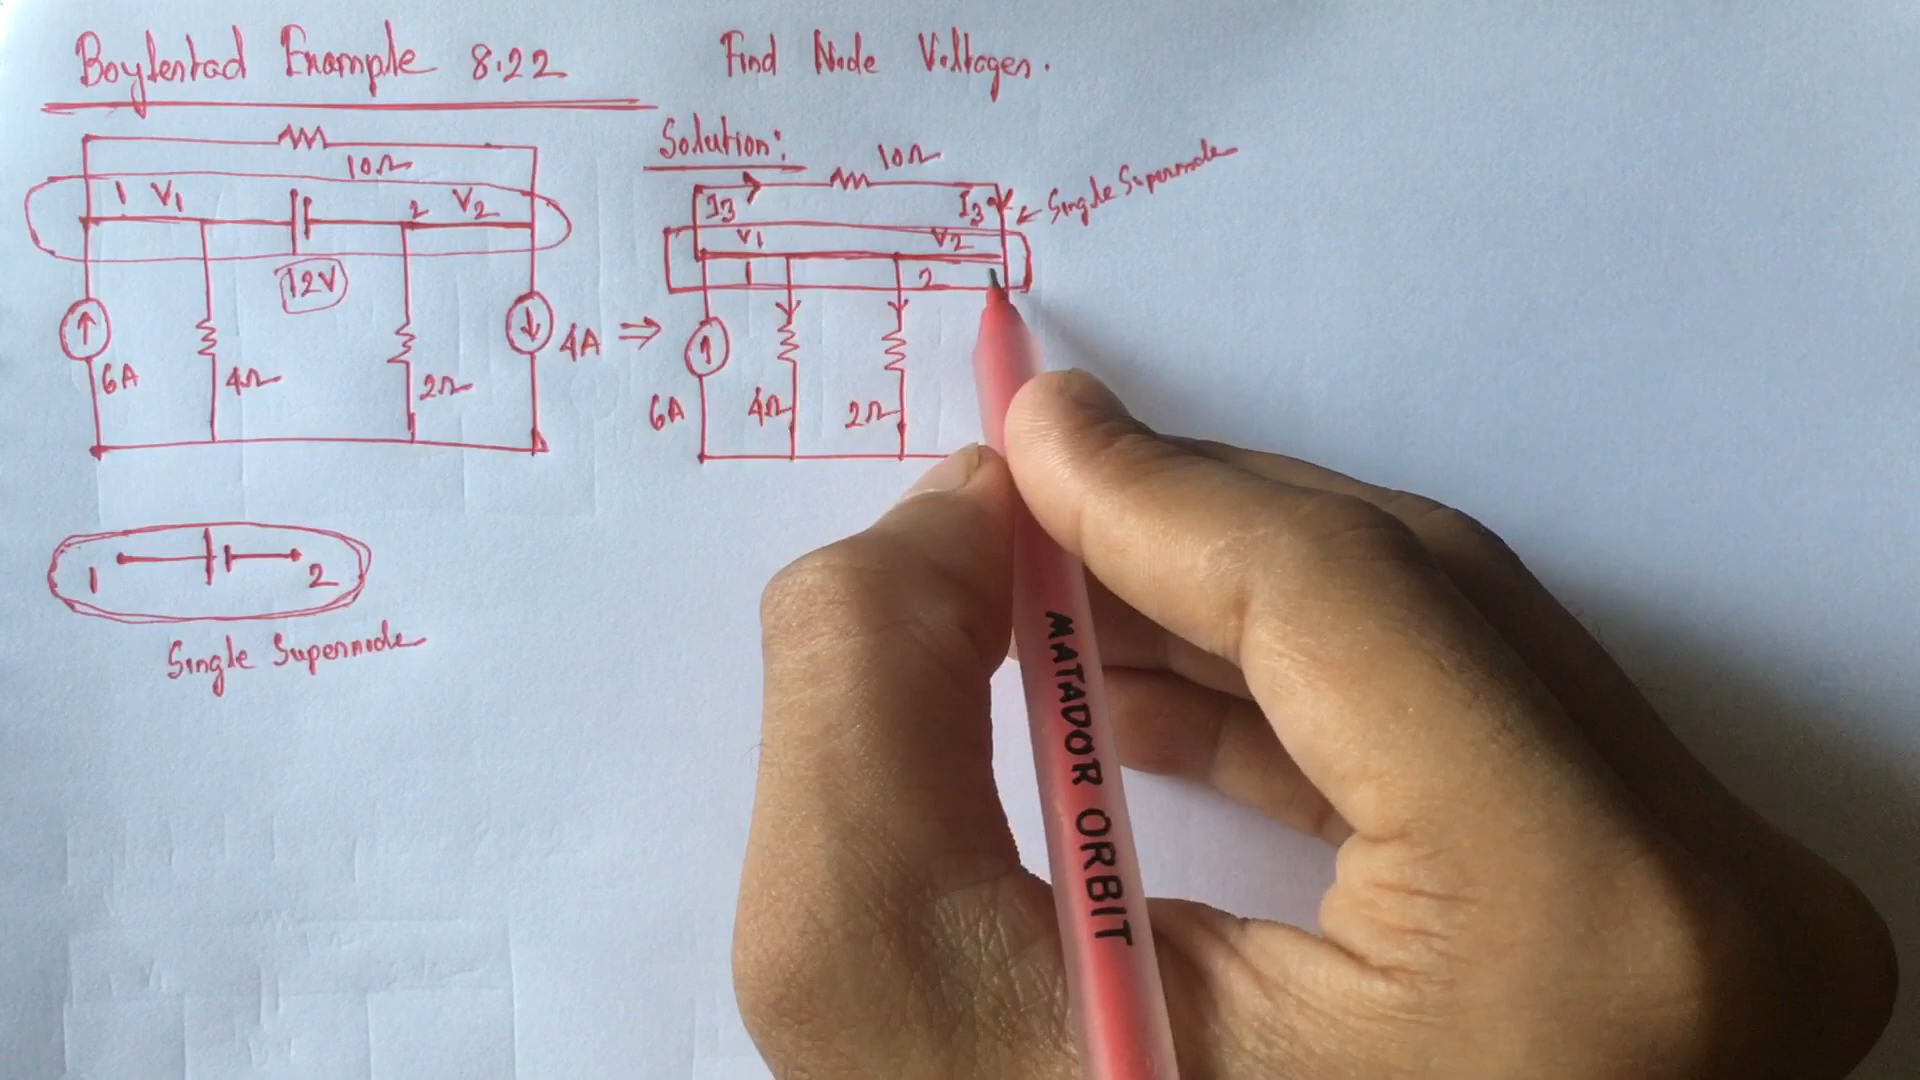 Boylestad Example 8.22
Find Node Voltages.
Solution:
10Ω
1 V1
2 V2
12V
6A
4Ω
2Ω
4A ⇒
10Ω
I3
I3
← Single Supernode
V1
V2
1
2
6A
4Ω
2Ω
1
2
Single Supernode
MATADOR ORBIT